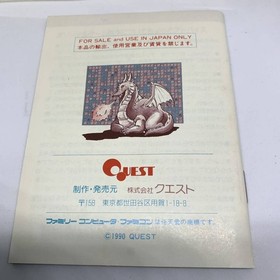 FOR SALE and USE IN JAPAN ONLY
本品の輸出、使用営業及び賃貸を禁じます。
QUEST
制作・発売元 株式会社クエスト
〒158 東京都世田谷区用賀1-18-8
ファミリーコンピュータ ファミコンは任天堂の商標です。
©1990 QUEST